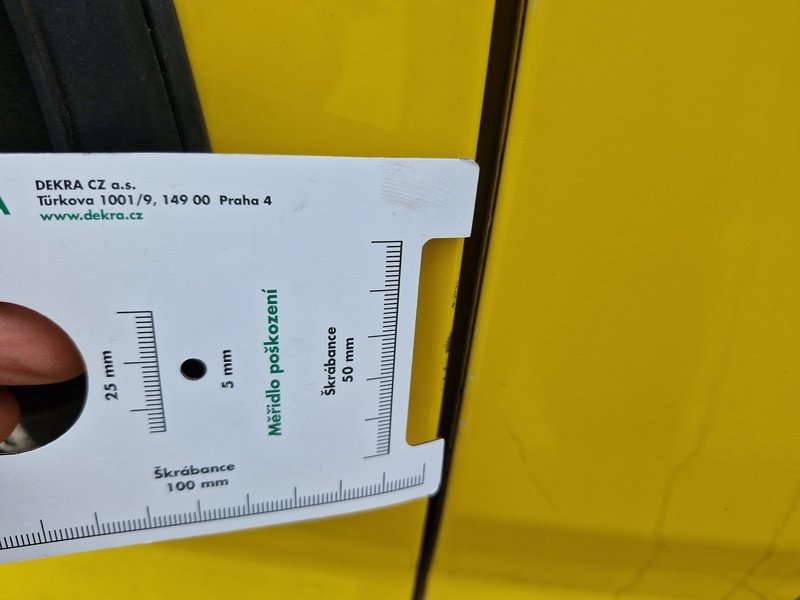 DEKRA CZ a.s.
Türkova 1001/9, 149 00 Praha 4
www.dekra.cz
25 mm
5 mm
Měřidlo poškození
Škrábance
50 mm
Škrábance
100 mm